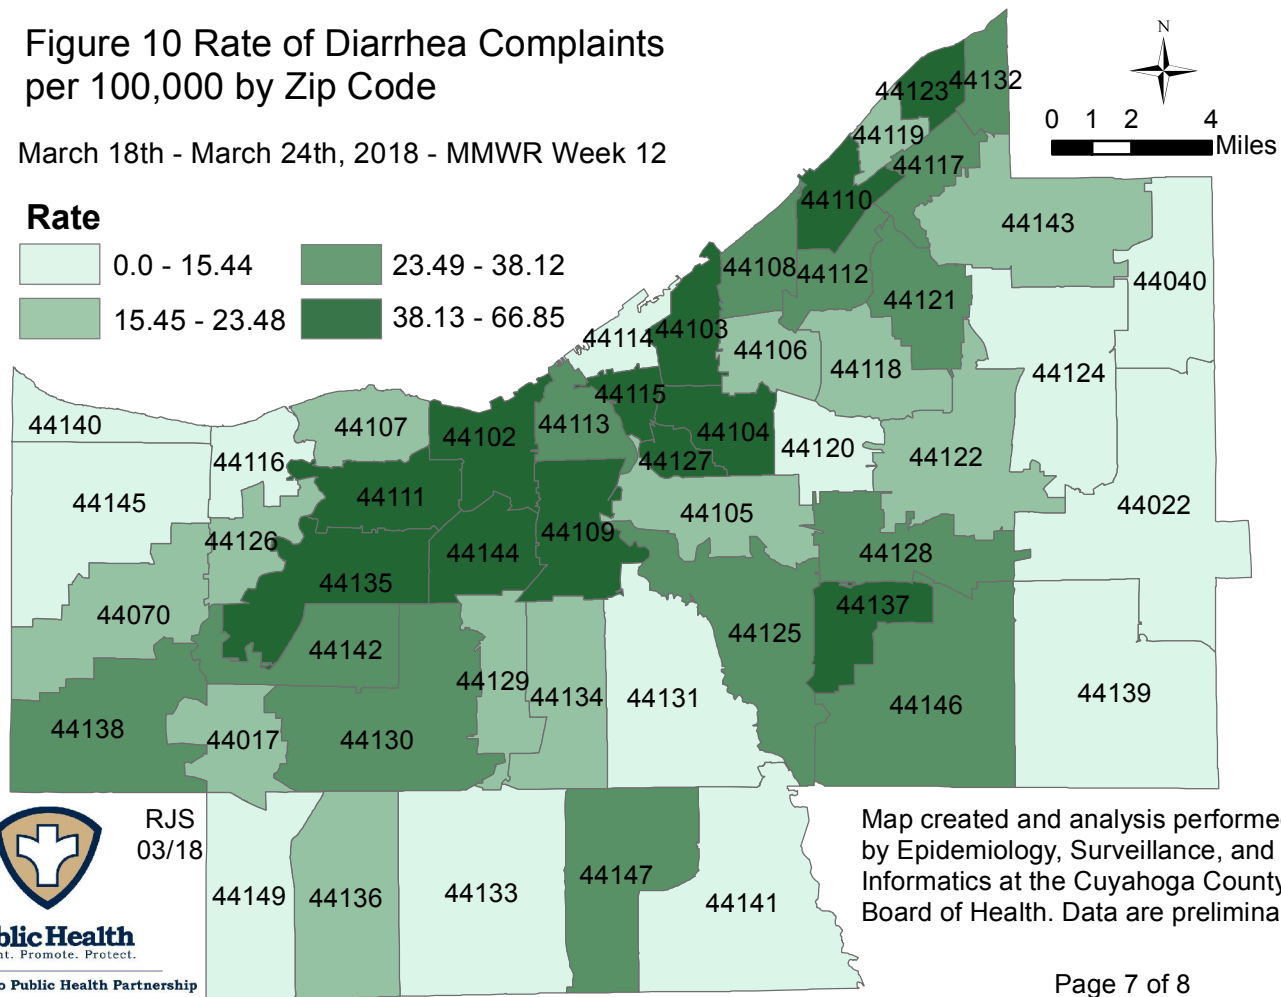 Figure 10 Rate of Diarrhea Complaints
per 100,000 by Zip Code
March 18th - March 24th, 2018 - MMWR Week 12
Rate
0.0 - 15.44
23.49 - 38.12
15.45 - 23.48
38.13 - 66.85
N
0 1 2 4
Miles
44123
44132
44119
44117
44110
44143
44108
44112
44040
44121
44114
44103
44106
44118
44124
44115
44140
44107
44102
44113
44104
44116
44127
44120
44122
44145
44111
44105
44022
44126
44144
44109
44128
44135
44070
44137
44142
44125
44129
44134
44131
44139
44138
44017
44130
44146
44149
44136
44133
44147
44141
RJS
03/18
blic Health
nt. Promote. Protect.
o Public Health Partnership
Map created and analysis performe
by Epidemiology, Surveillance, and
Informatics at the Cuyahoga County
Board of Health. Data are prelimina
Page 7 of 8